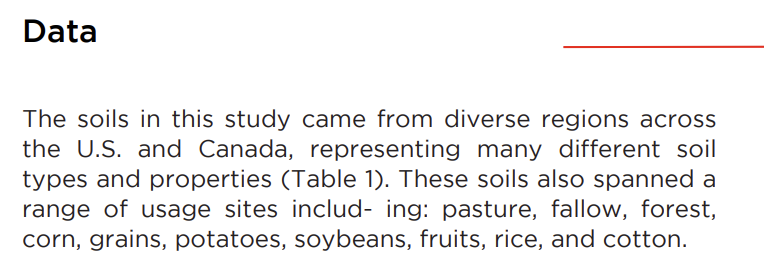 Data
The soils in this study came from diverse regions across
the U.S. and Canada, representing many different soil
types and properties (Table 1). These soils also spanned a
range of usage sites includ- ing: pasture, fallow, forest,
corn, grains, potatoes, soybeans, fruits, rice, and cotton.